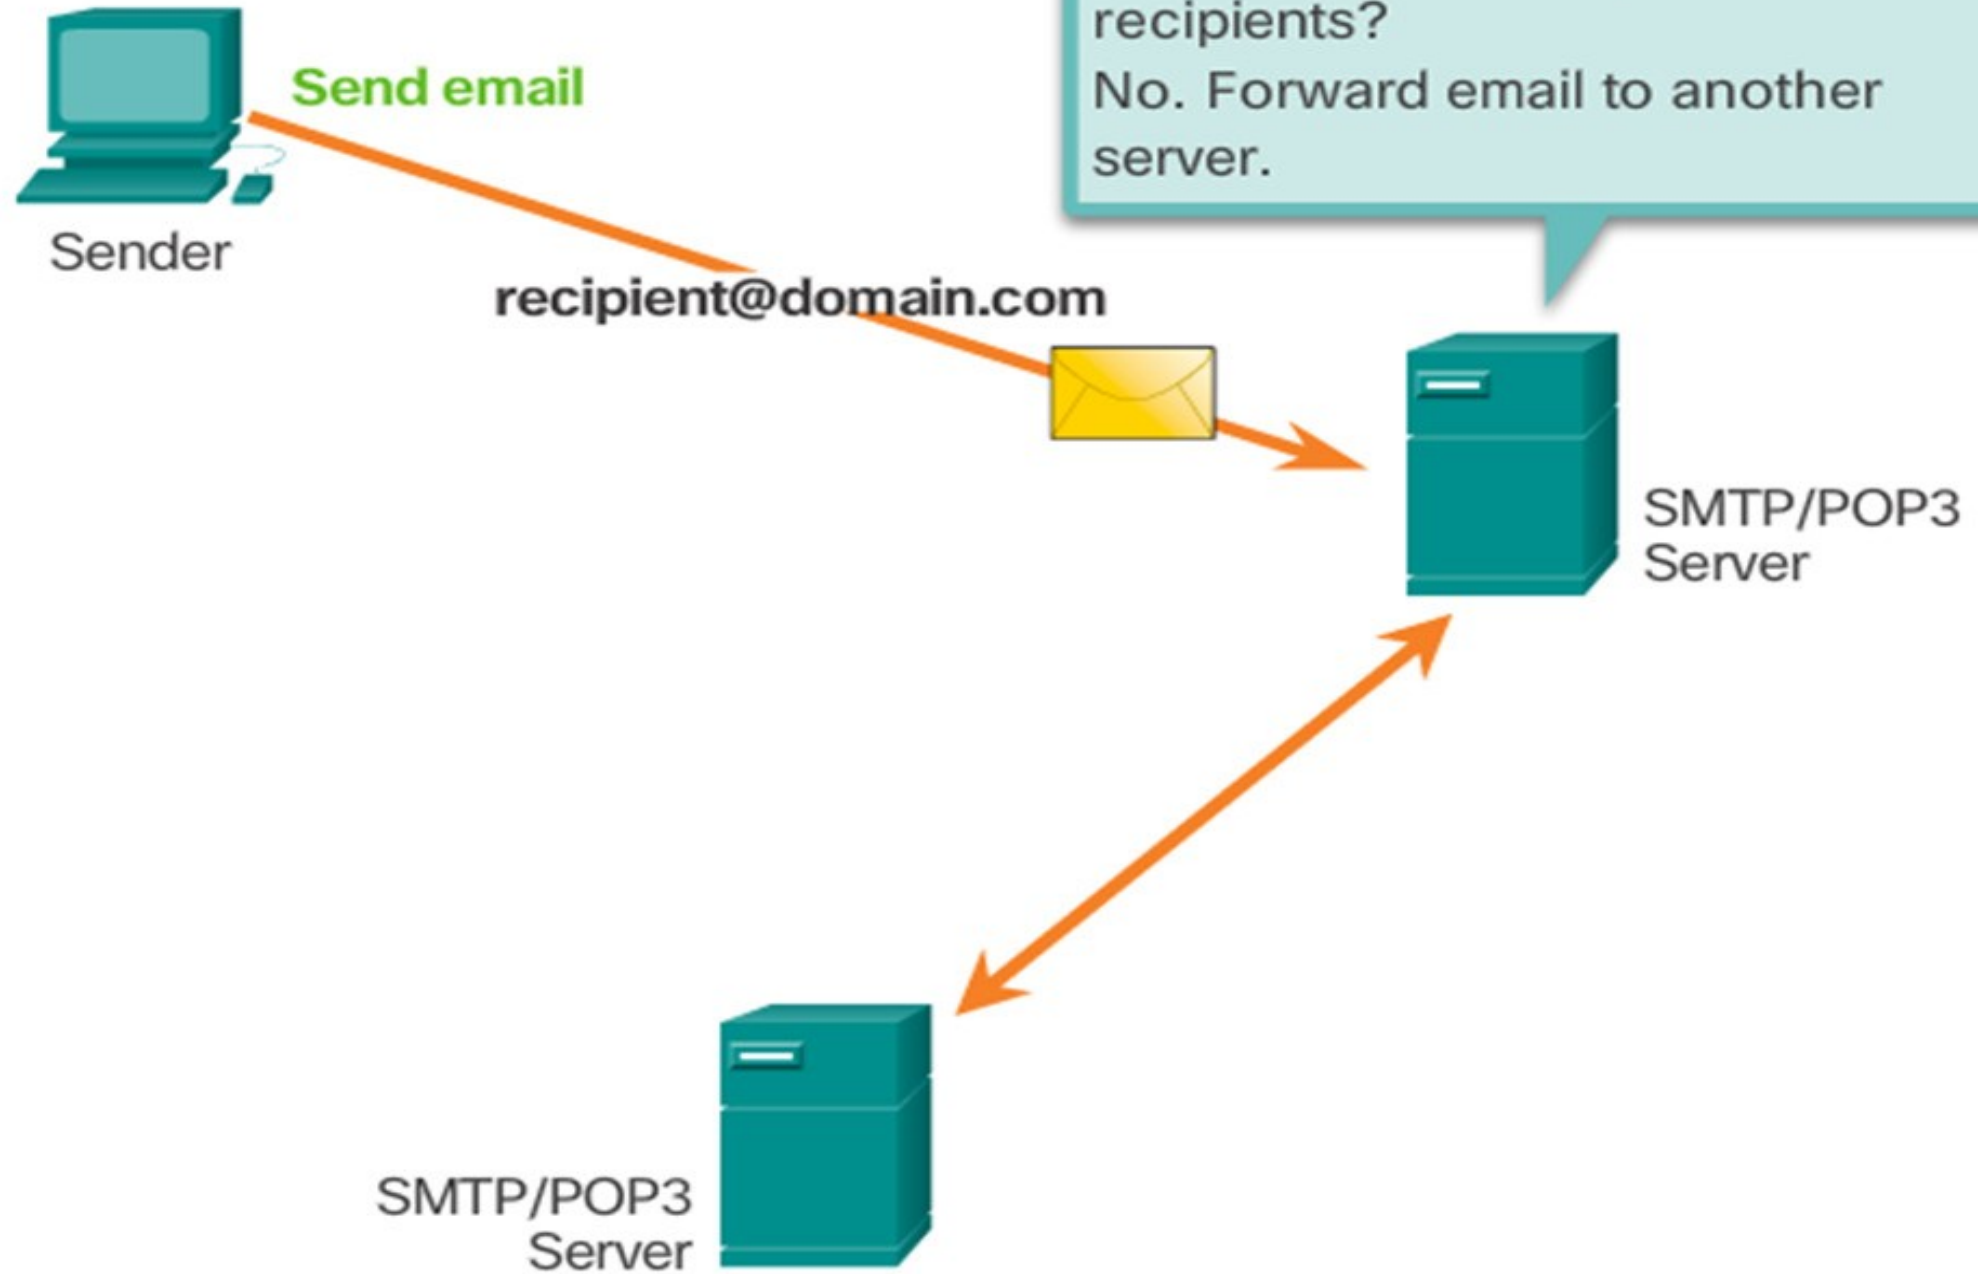 recipients?
No. Forward email to another
server.
Send email
Sender
recipient@domain.com
SMTP/POP3
Server
SMTP/POP3
Server